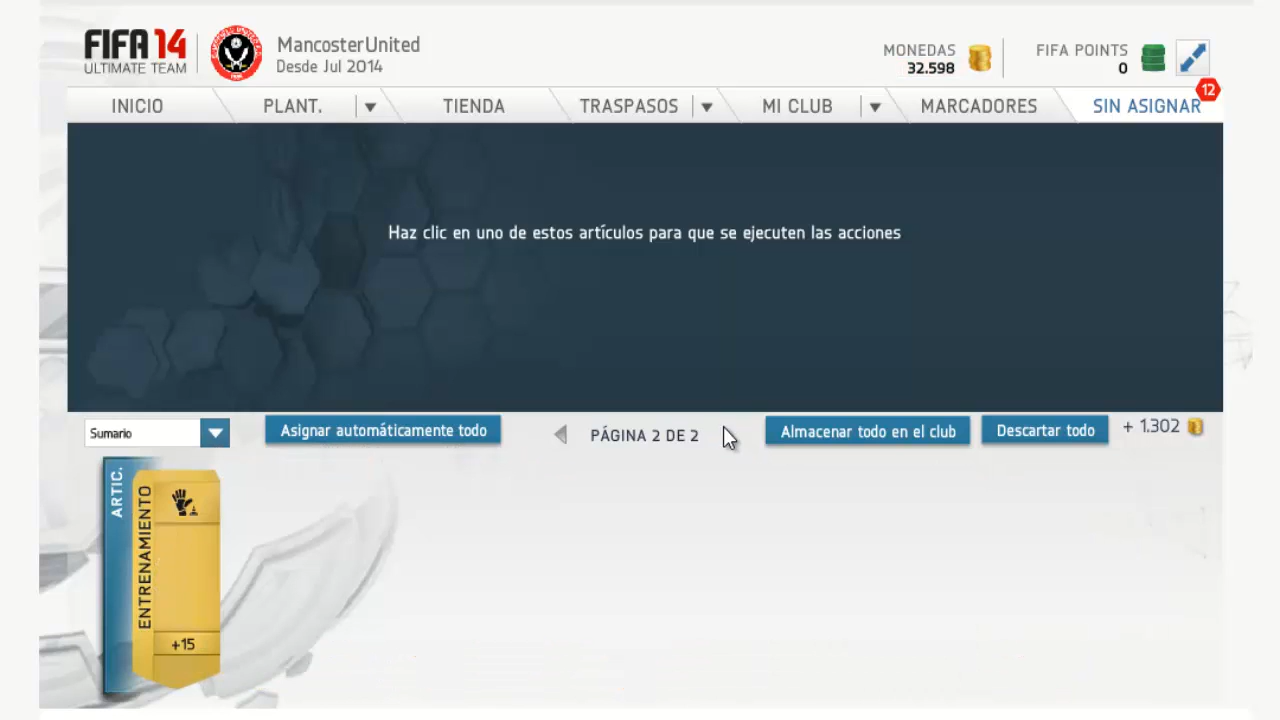 FIFA 14
ULTIMATE TEAM
MancosterUnited
Desde Jul 2014
MONEDAS
32.598
FIFA POINTS
0
INICIO
PLANT.
TIENDA
TRASPASOS
MI CLUB
MARCADORES
SIN ASIGNAR
12
Haz clic en uno de estos artículos para que se ejecuten las acciones
Sumario
Asignar automáticamente todo
PÁGINA 2 DE 2
Almacenar todo en el club
Descartar todo
+ 1.302
ARTIC.
ENTRENAMIENTO
+15